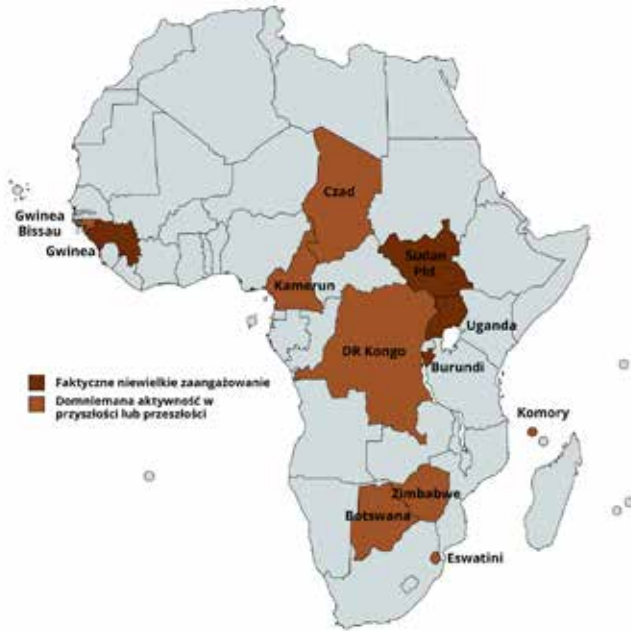 Czad
Gwinea
Bissau
Gwinea
Sudan
Płd
Kamerun
Uganda
DR Kongo
Burundi
Faktyczne niewielkie zaangażowanie
Domniemana aktywność w
przyszłości lub przeszłości
Komory
Zimbabwe
Botswana
Eswatini